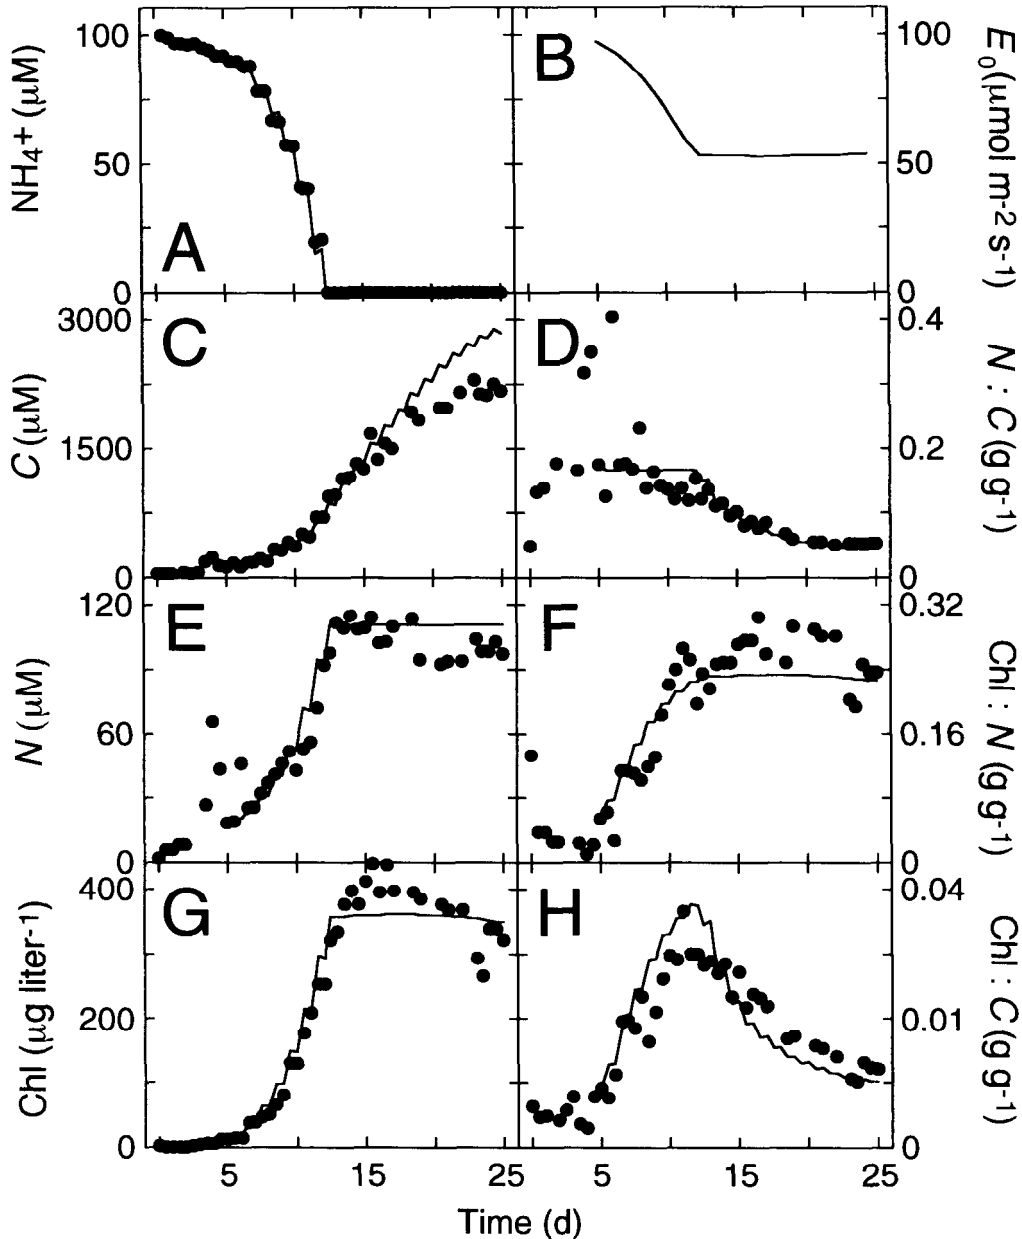 NH4+ (µM)
100
50
0
A
B
100
50
0
E0 (µmol m-2 s-1)
C (µM)
3000
1500
0
C
D
0.4
0.2
0
N : C (g g-1)
N (µM)
120
60
0
E
F
0.32
0.16
0
Chl : N (g g-1)
Chl (µg liter-1)
400
200
0
G
H
0.04
0.01
0
Chl : C (g g-1)
5
15
25
5
15
25
Time (d)